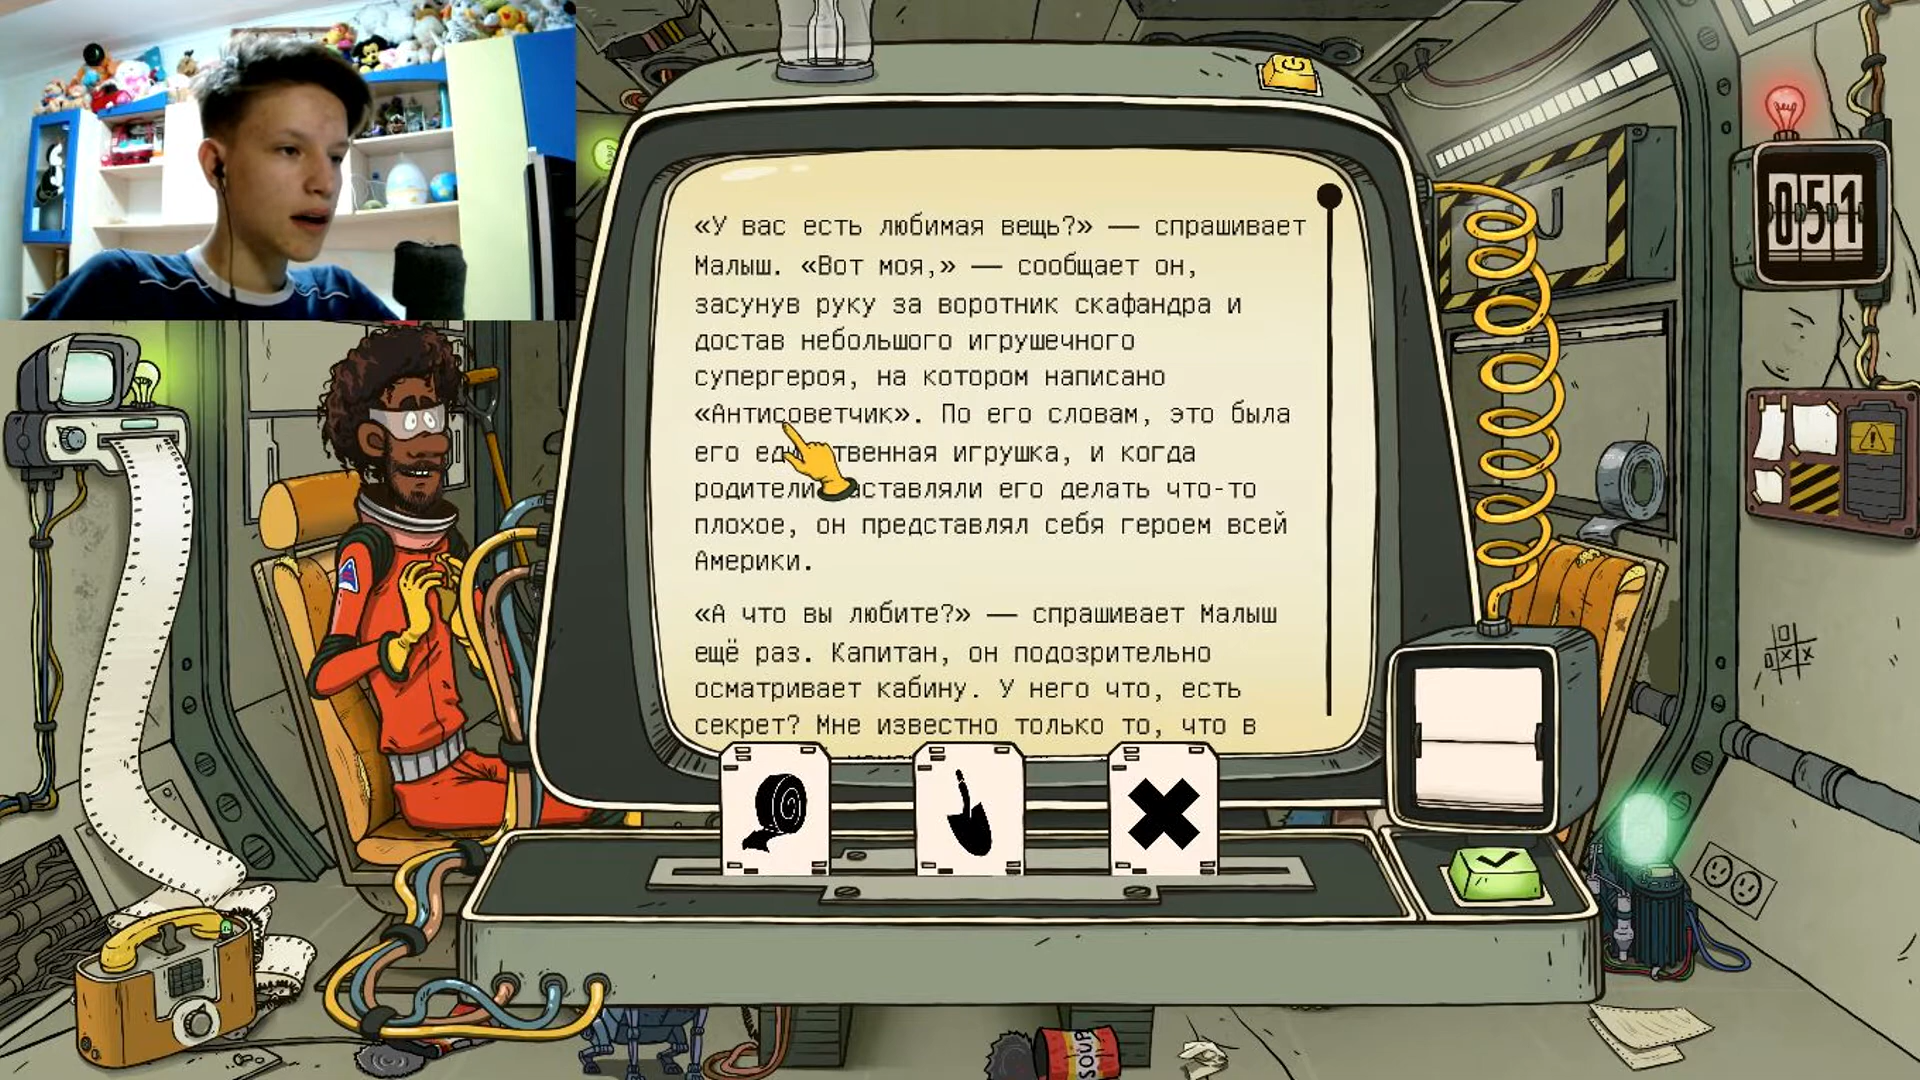 «У вас есть любимая вещь?» — спрашивает
Малыш. «Вот моя,» — сообщает он,
засунув руку за воротник скафандра и
достав небольшого игрушечного
супергероя, на котором написано
«Антисоветчик». По его словам, это была
его игрушка, и когда
родители его делать что-то
плохое, он представлял себя героем всей
Америки.
«А что вы любите?» — спрашивает Малыш
ещё раз. Капитан, он подозрительно
осматривает кабину. У него что, есть
секрет? Мне известно только то, что в
051
SOUP